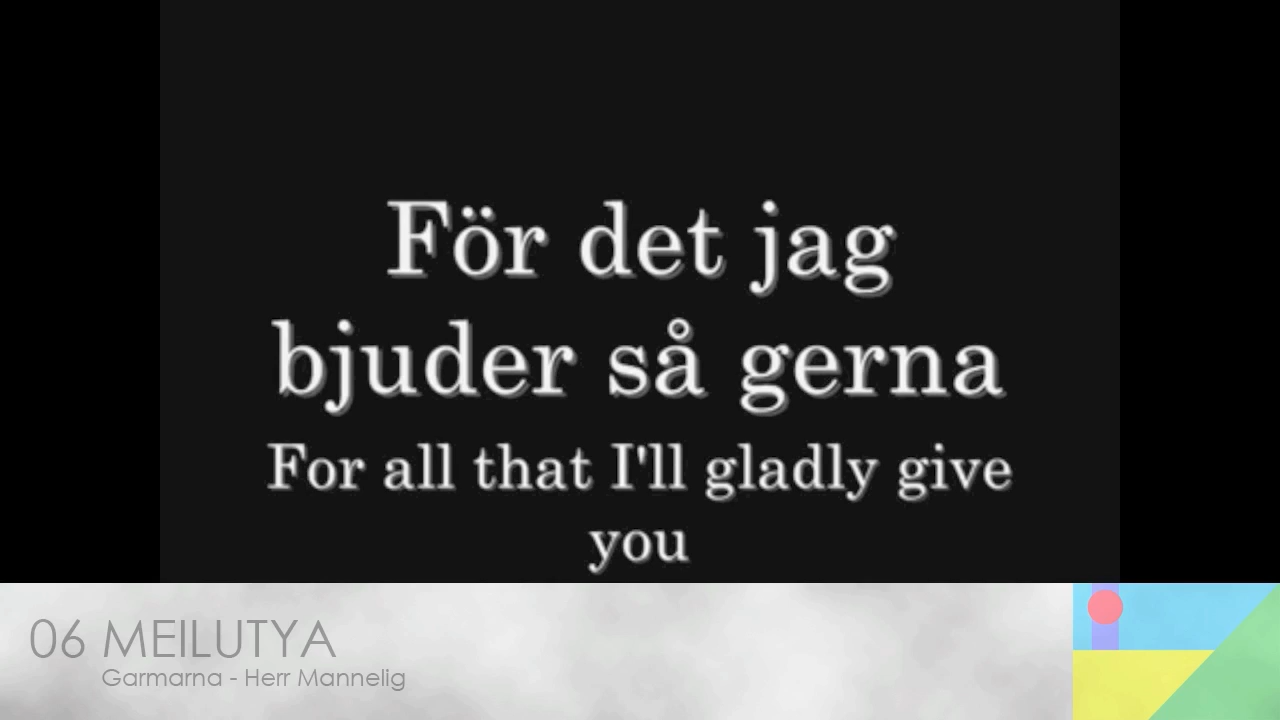 För det jag
bjuder så gerna
For all that I'll gladly give
you
06 MEILUTYA
Garmarna - Herr Mannelig